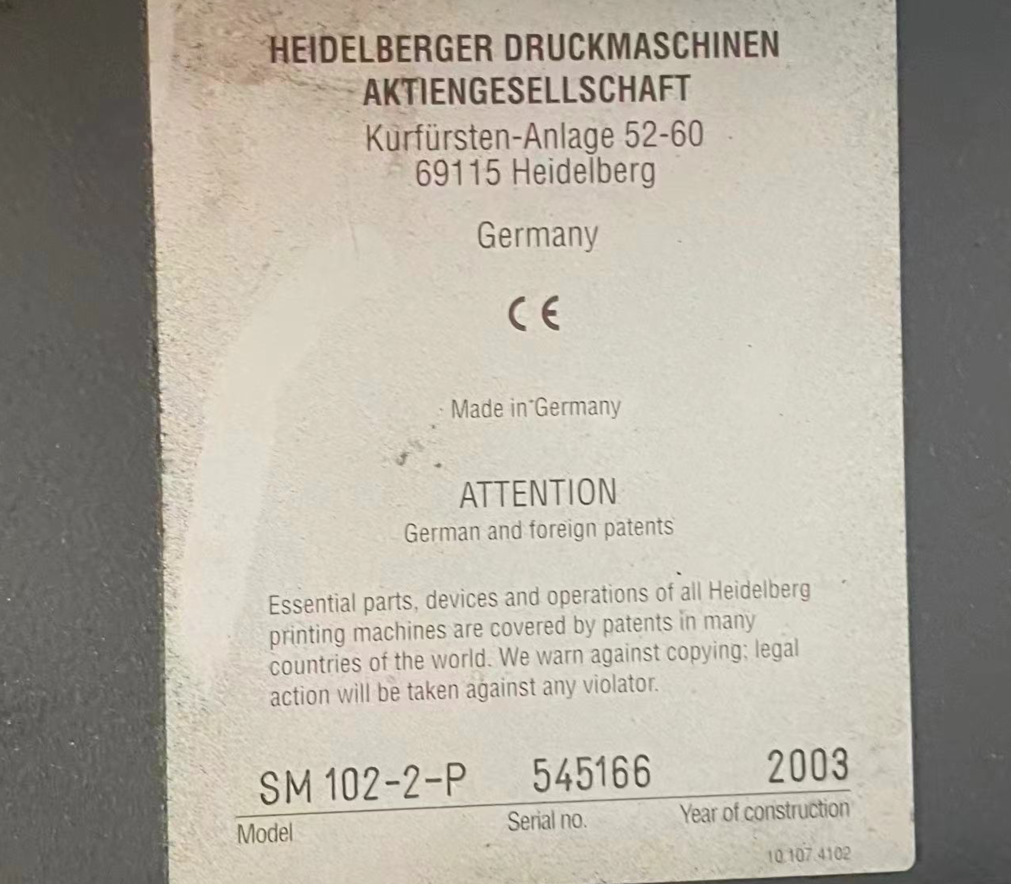 HEIDELBERGER DRUCKMASCHINEN
AKTIENGESELLSCHAFT
Kurfürsten-Anlage 52-60
69115 Heidelberg
Germany
CE
Made in Germany
ATTENTION
German and foreign patents
Essential parts, devices and operations of all Heidelberg
printing machines are covered by patents in many
countries of the world. We warn against copying; legal
action will be taken against any violator.
SM 102-2-P 545166 2003
Model Serial no. Year of construction
10.107.4102